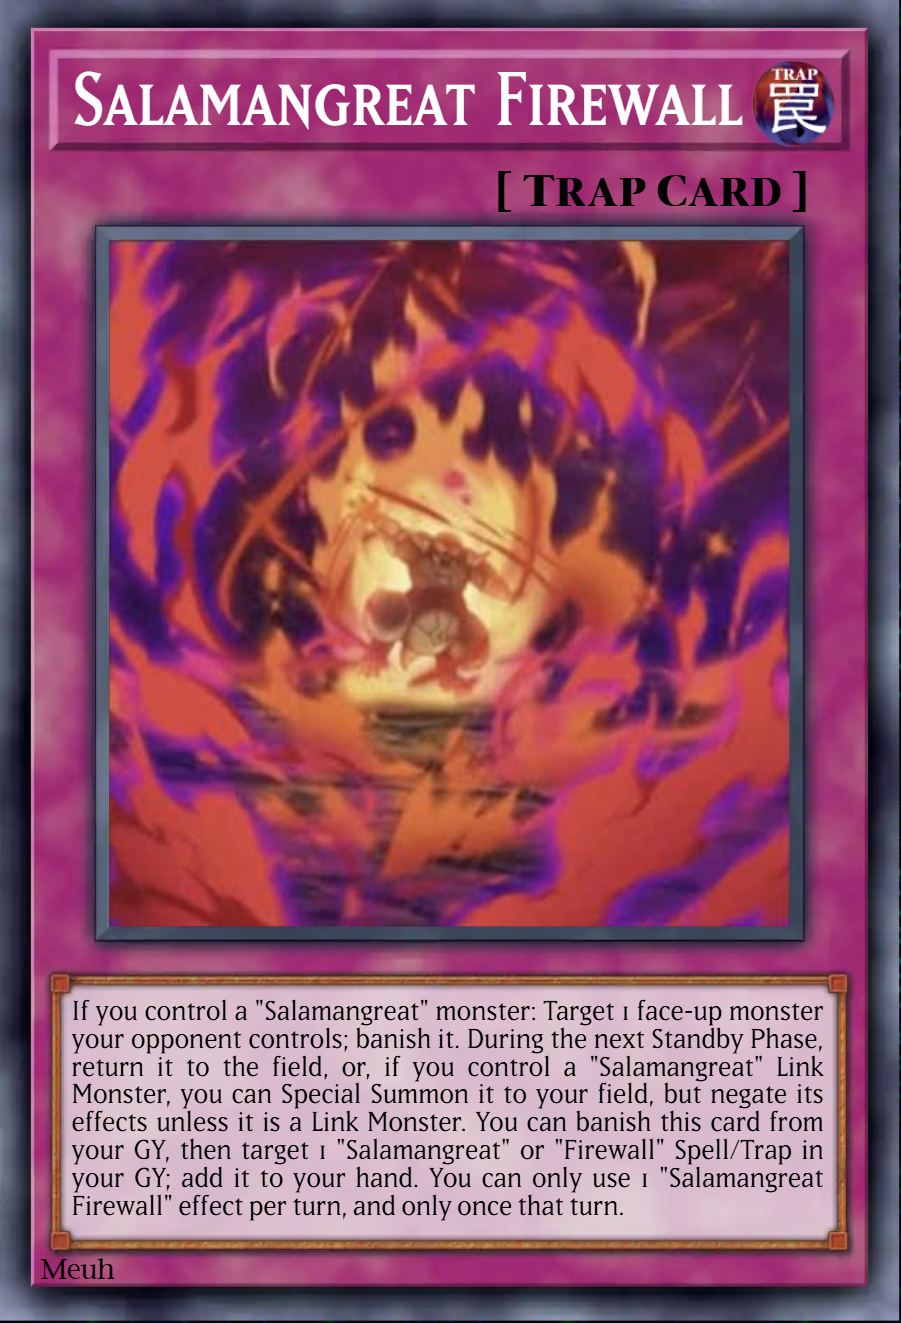 Salamangreat Firewall
TRAP
罠
[ Trap Card ]
If you control a "Salamangreat" monster: Target 1 face-up monster
your opponent controls; banish it. During the next Standby Phase,
return it to the field, or, if you control a "Salamangreat" Link
Monster, you can Special Summon it to your field, but negate its
effects unless it is a Link Monster. You can banish this card from
your GY, then target 1 "Salamangreat" or "Firewall" Spell/Trap in
your GY; add it to your hand. You can only use 1 "Salamangreat
Firewall" effect per turn, and only once that turn.
Meuh